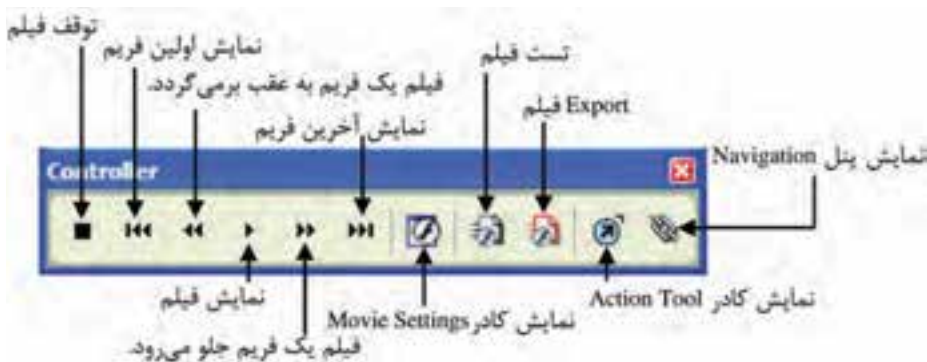 توقف فیلم
نمایش اولین فریم
فیلم یک فریم به عقب برمی‌گردد.
نمایش آخرین فریم
تست فیلم
Export فیلم
نمایش پنل Navigation
Controller
نمایش فیلم
فیلم یک فریم جلو می‌رود.
نمایش کادر Movie Settings
نمایش کادر Action Tool